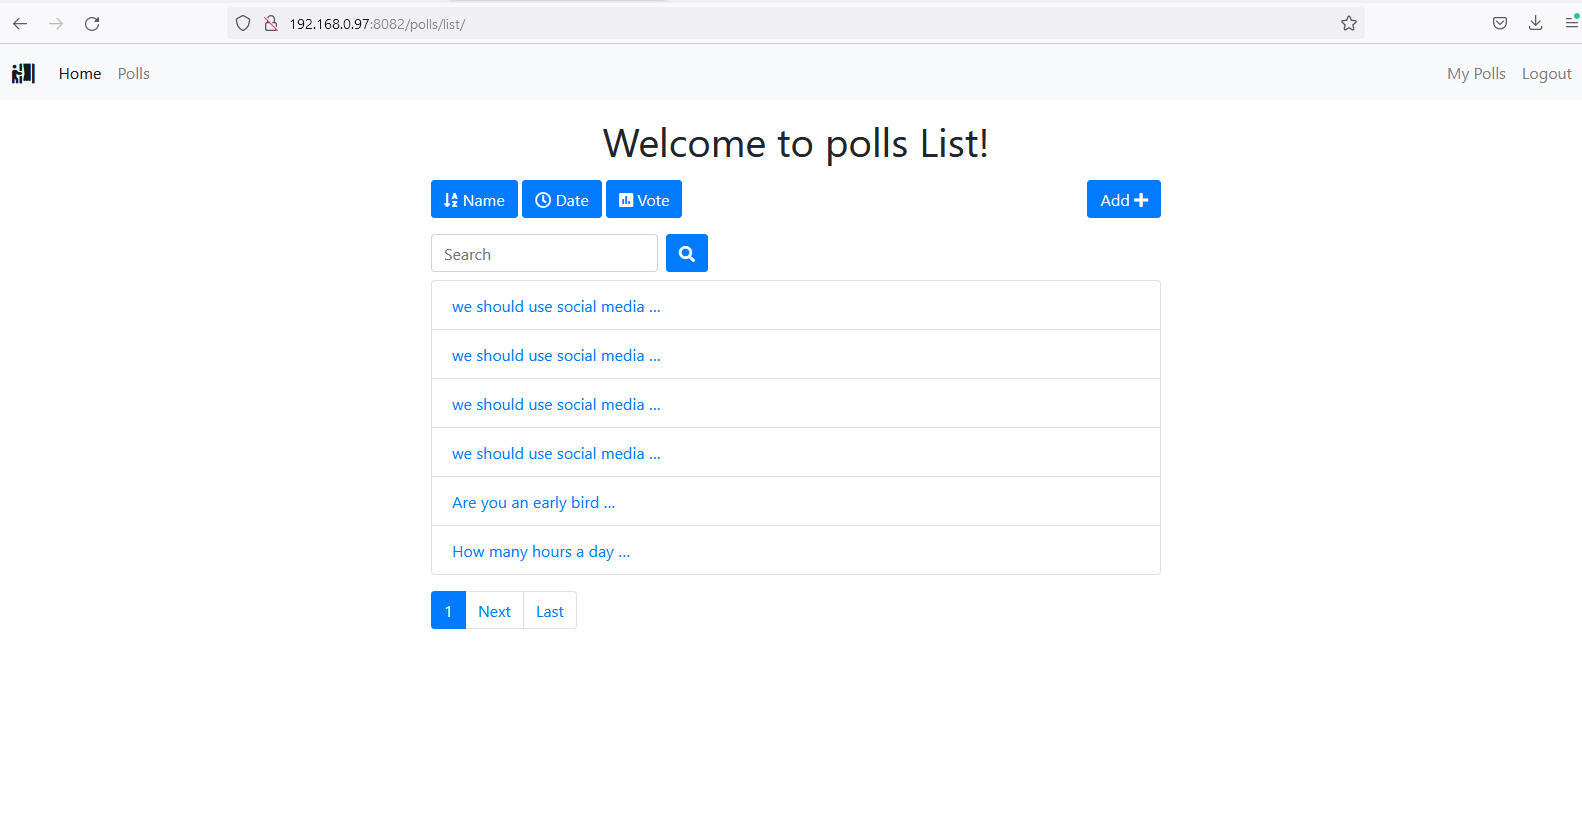 192.168.0.97:8082/polls/list/
Home Polls My Polls Logout
Welcome to polls List!
Name Date Vote Add
Search
we should use social media ...
we should use social media ...
we should use social media ...
we should use social media ...
Are you an early bird ...
How many hours a day ...
1 Next Last